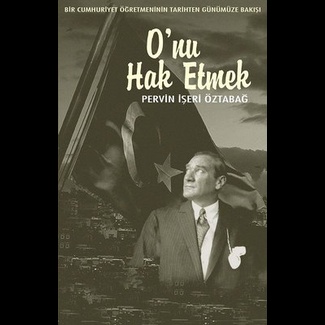 BİR CUMHURİYET ÖĞRETMENİNİN TARİHTEN GÜNÜMÜZE BAKIŞI
O'nu
Hak Etmek
PERVİN İŞERİ ÖZTABAĞ